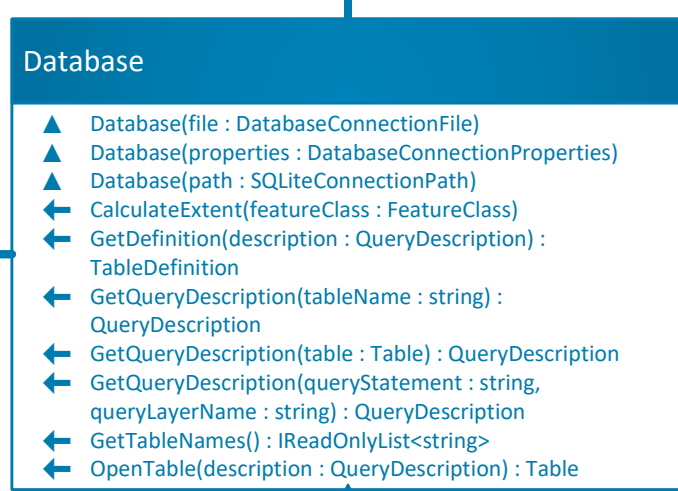 Database
Database(file : DatabaseConnectionFile)
Database(properties : DatabaseConnectionProperties)
Database(path : SQLiteConnectionPath)
CalculateExtent(featureClass : FeatureClass)
GetDefinition(description : QueryDescription) :
TableDefinition
GetQueryDescription(tableName : string) :
QueryDescription
GetQueryDescription(table : Table) : QueryDescription
GetQueryDescription(queryStatement : string,
queryLayerName : string) : QueryDescription
GetTableNames() : IReadOnlyList<string>
OpenTable(description : QueryDescription) : Table